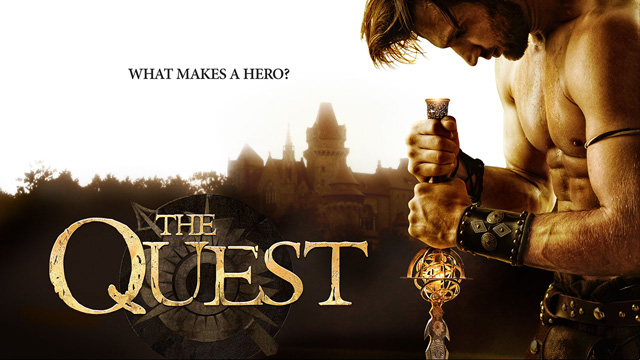 WHAT MAKES A HERO?
THE
QUEST